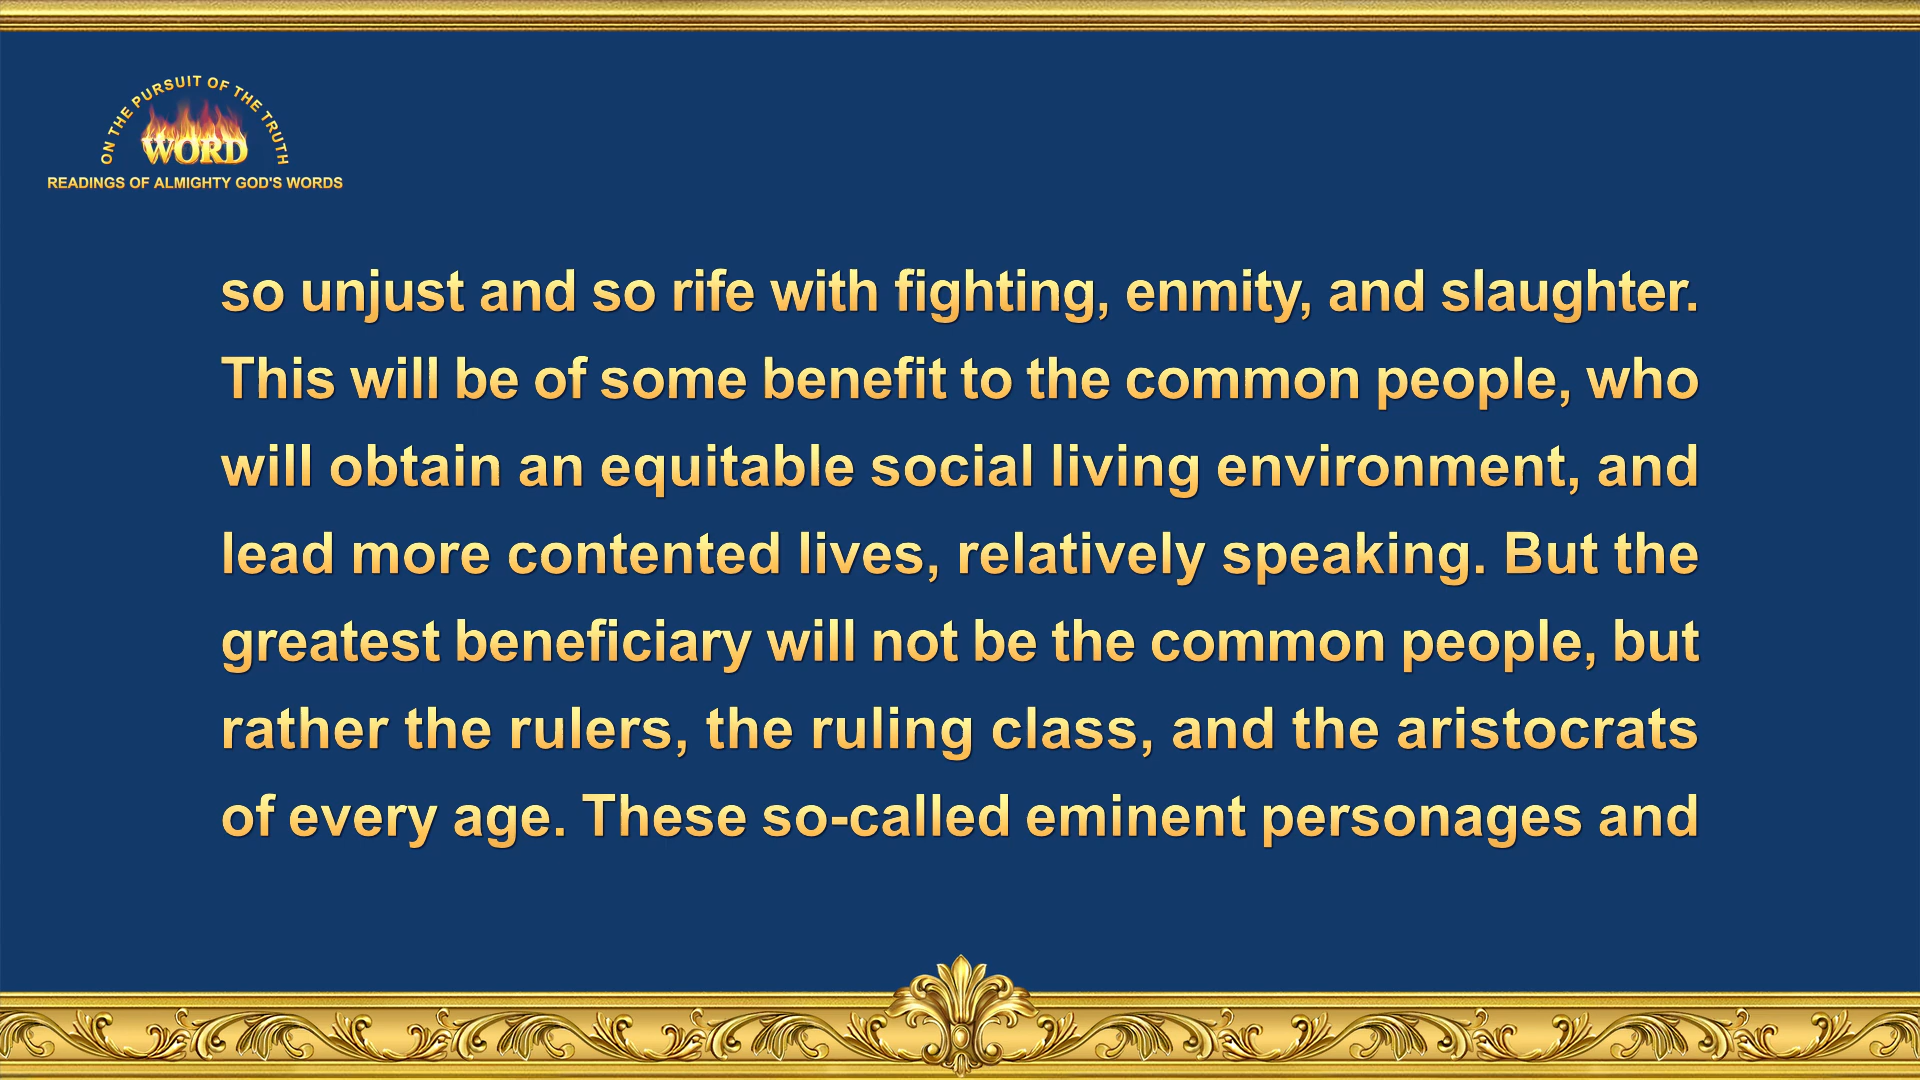 ON THE PURSUIT OF THE TRUTH
WORD
READINGS OF ALMIGHTY GOD'S WORDS
so unjust and so rife with fighting, enmity, and slaughter.
This will be of some benefit to the common people, who
will obtain an equitable social living environment, and
lead more contented lives, relatively speaking. But the
greatest beneficiary will not be the common people, but
rather the rulers, the ruling class, and the aristocrats
of every age. These so-called eminent personages and